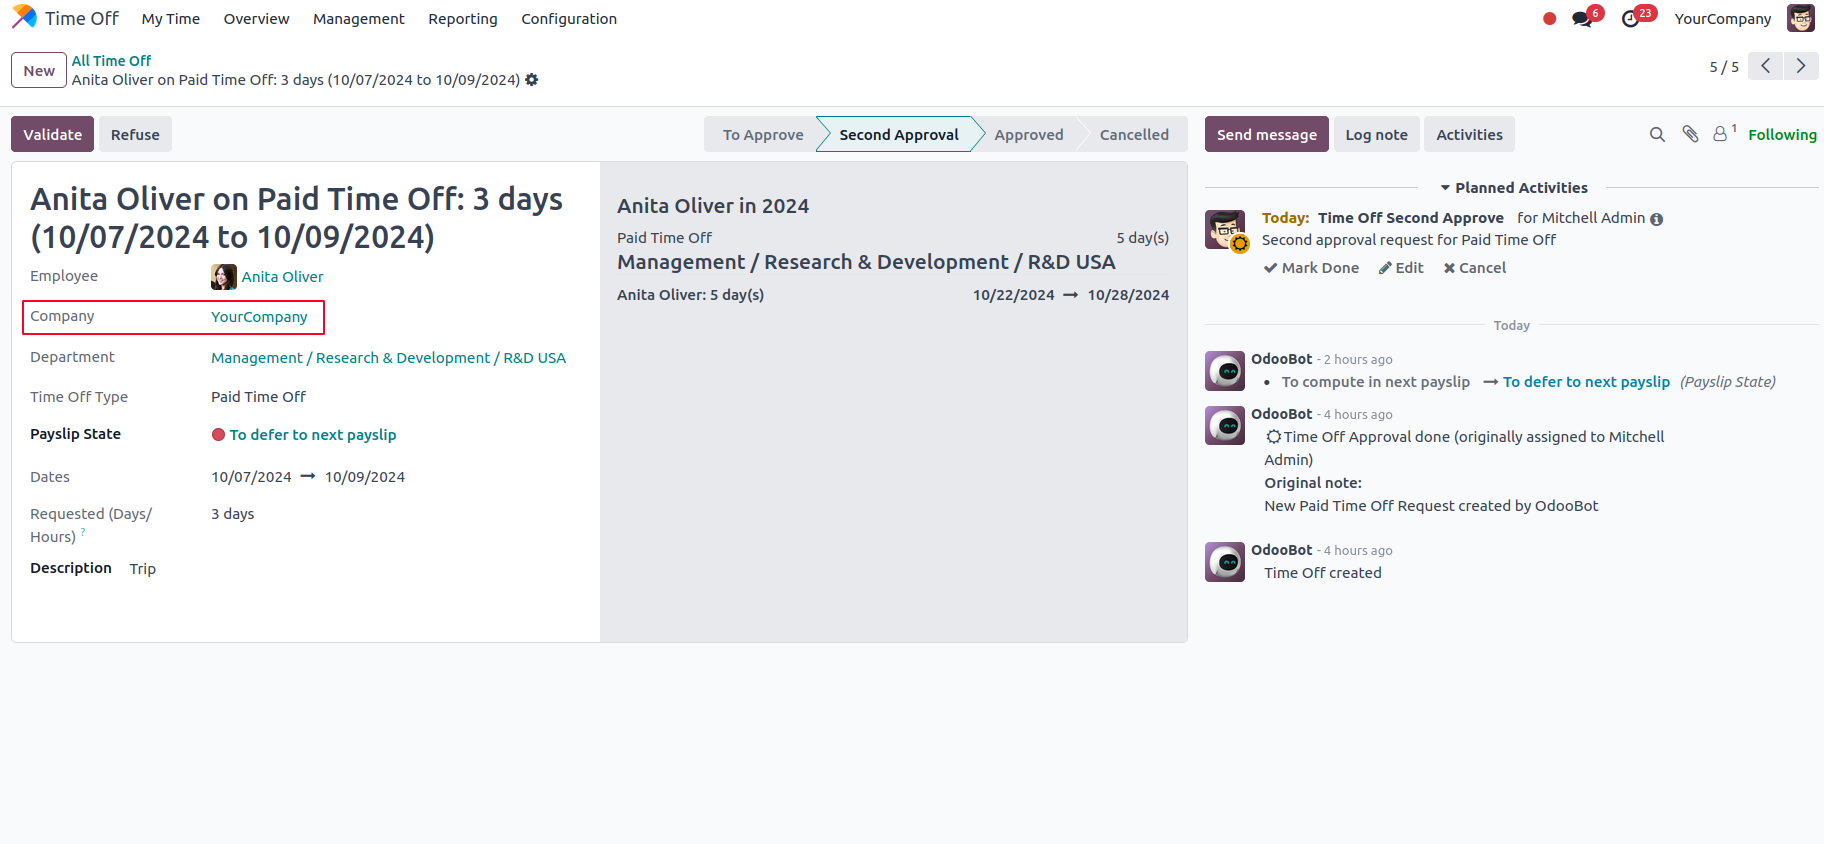 Time Off My Time Overview Management Reporting Configuration 6 23 YourCompany
New All Time Off
Anita Oliver on Paid Time Off: 3 days (10/07/2024 to 10/09/2024)
5 / 5
Validate Refuse To Approve Second Approval Approved Cancelled
Anita Oliver on Paid Time Off: 3 days
(10/07/2024 to 10/09/2024)
Employee Anita Oliver
Company YourCompany
Department Management / Research & Development / R&D USA
Time Off Type Paid Time Off
Payslip State To defer to next payslip
Dates 10/07/2024 → 10/09/2024
Requested (Days/ 3 days
Hours) ?
Description Trip
Anita Oliver in 2024
Paid Time Off 5 day(s)
Management / Research & Development / R&D USA
Anita Oliver: 5 day(s) 10/22/2024 → 10/28/2024
Send message Log note Activities 1 Following
Planned Activities
Today: Time Off Second Approve for Mitchell Admin
Second approval request for Paid Time Off
Mark Done Edit Cancel
Today
OdooBot - 2 hours ago
• To compute in next payslip → To defer to next payslip (Payslip State)
OdooBot - 4 hours ago
Time Off Approval done (originally assigned to Mitchell
Admin)
Original note:
New Paid Time Off Request created by OdooBot
OdooBot - 4 hours ago
Time Off created